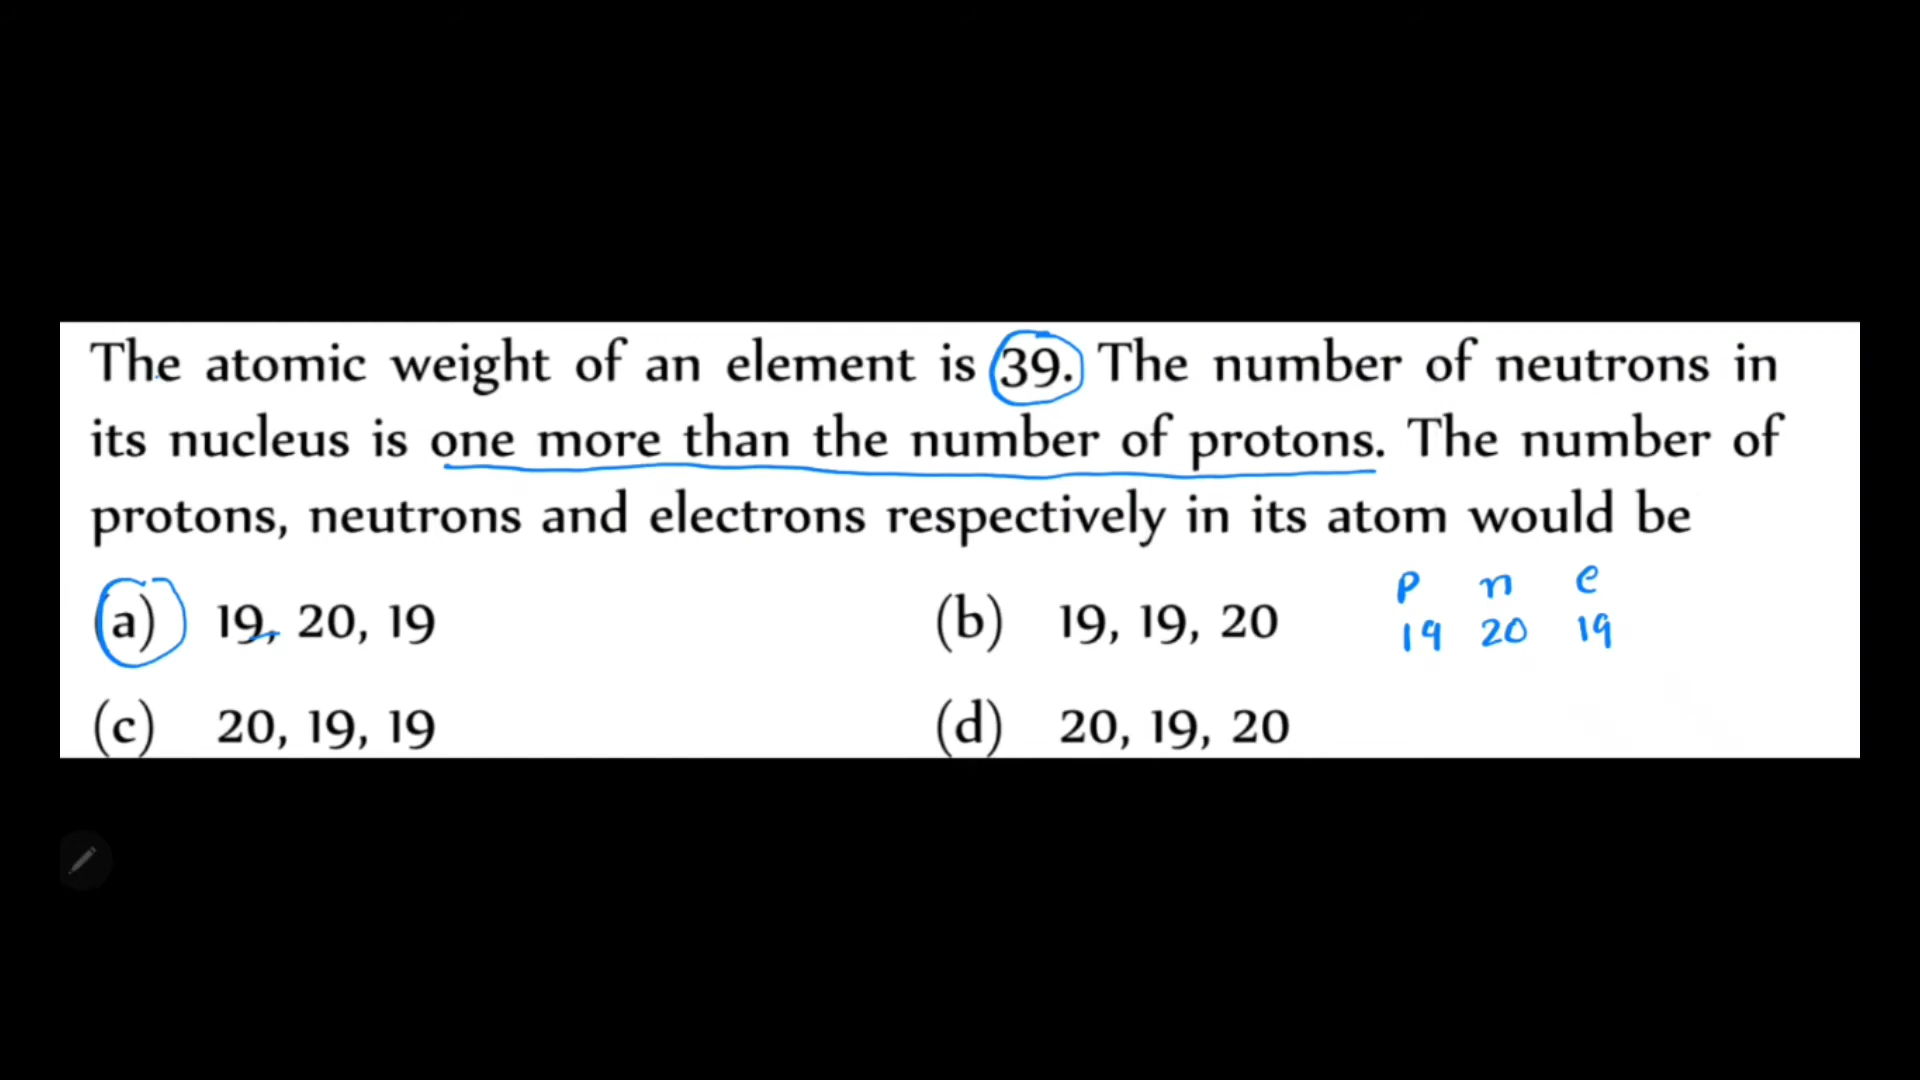 The atomic weight of an element is 39. The number of neutrons in
its nucleus is one more than the number of protons. The number of
protons, neutrons and electrons respectively in its atom would be
p n e
(a) 19, 20, 19 (b) 19, 19, 20 19 20 19
(c) 20, 19, 19 (d) 20, 19, 20